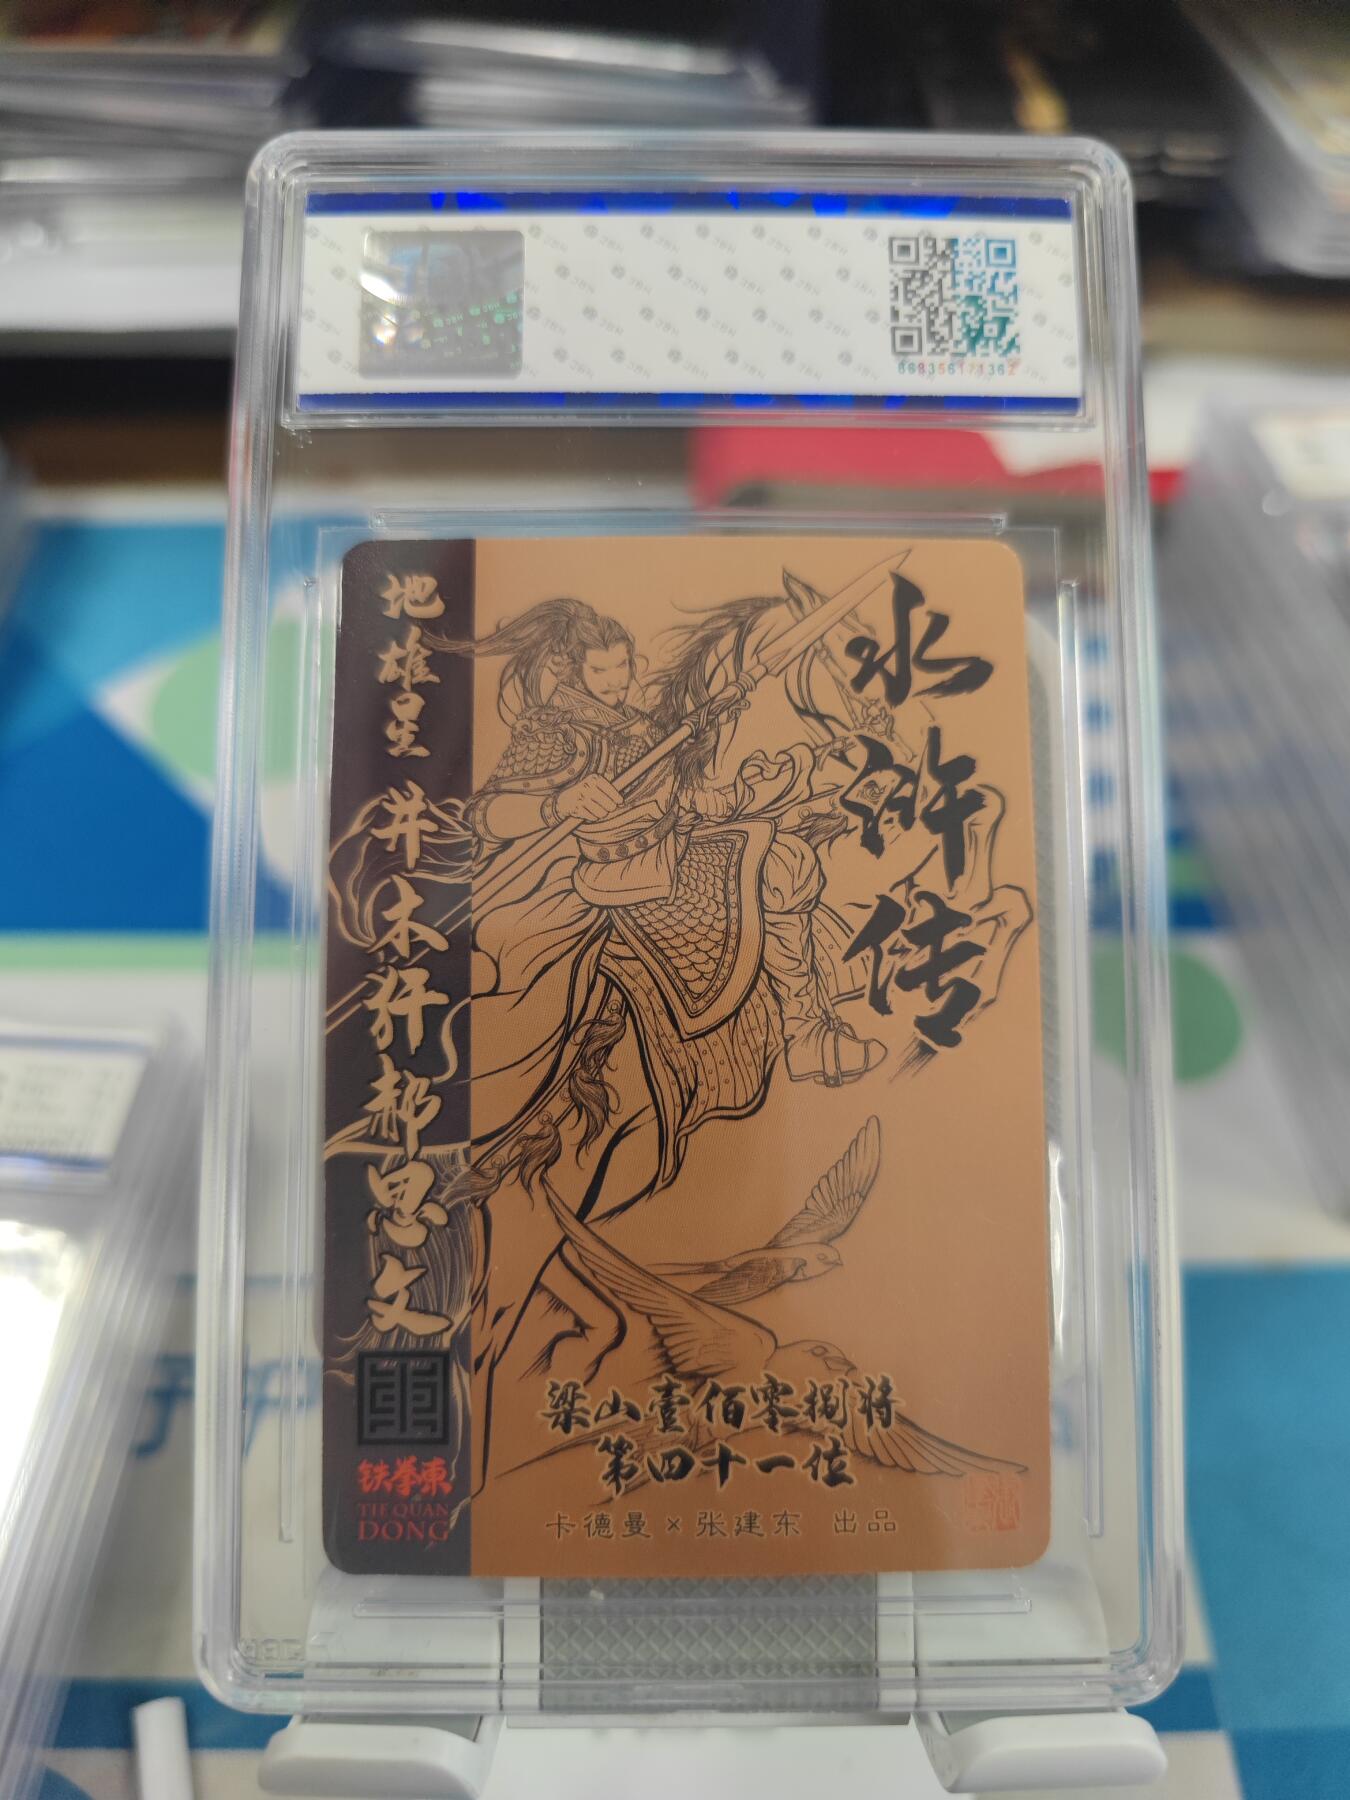 JBH
868356171362
水浒传
地雄星 井木犴郝思文
铁拳東
TIE QUAN
DONG
梁山壹佰零捌将
第四十一位
卡德曼×张建东 出品